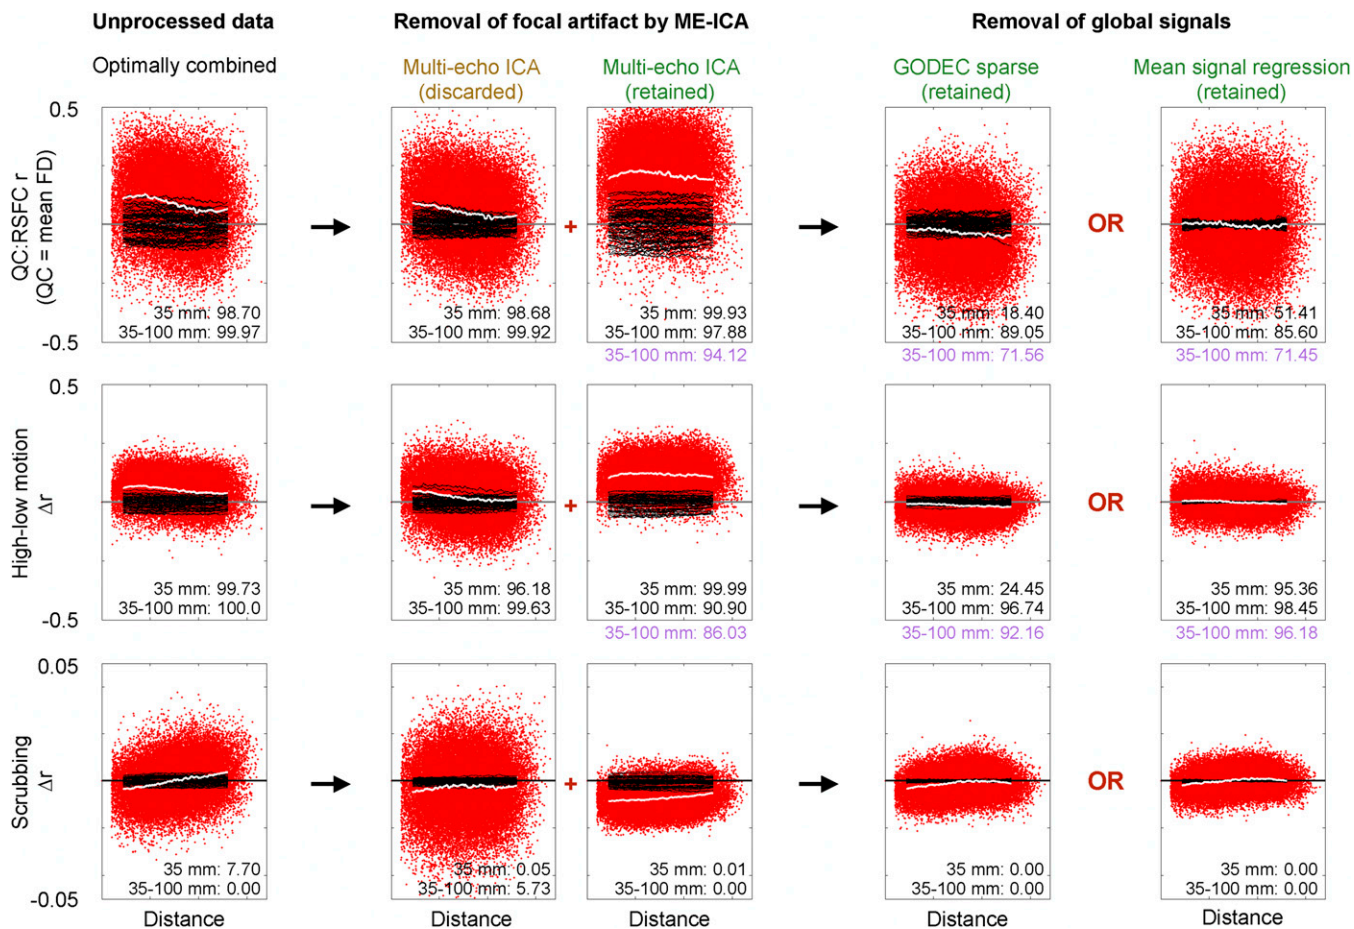 Unprocessed data
Removal of focal artifact by ME-ICA
Removal of global signals
Optimally combined
Multi-echo ICA
(discarded)
Multi-echo ICA
(retained)
GODEC sparse
(retained)
Mean signal regression
(retained)
QC:RSFC r
(QC = mean FD)
0.5
-0.5
35 mm: 98.70
35-100 mm: 99.97
35 mm: 98.68
35-100 mm: 99.92
+
35 mm: 99.93
35-100 mm: 97.88
35-100 mm: 94.12
35 mm: 18.40
35-100 mm: 89.05
35-100 mm: 71.56
OR
35 mm: 51.41
35-100 mm: 85.60
35-100 mm: 71.45
High-low motion
Δr
0.5
-0.5
35 mm: 99.73
35-100 mm: 100.0
35 mm: 96.18
35-100 mm: 99.63
+
35 mm: 99.99
35-100 mm: 90.90
35-100 mm: 86.03
35 mm: 24.45
35-100 mm: 96.74
35-100 mm: 92.16
OR
35 mm: 95.36
35-100 mm: 98.45
35-100 mm: 96.18
Scrubbing
Δr
0.05
-0.05
35 mm: 7.70
35-100 mm: 0.00
35 mm: 0.05
35-100 mm: 5.73
+
35 mm: 0.01
35-100 mm: 0.00
35 mm: 0.00
35-100 mm: 0.00
OR
35 mm: 0.00
35-100 mm: 0.00
Distance
Distance
Distance
Distance
Distance